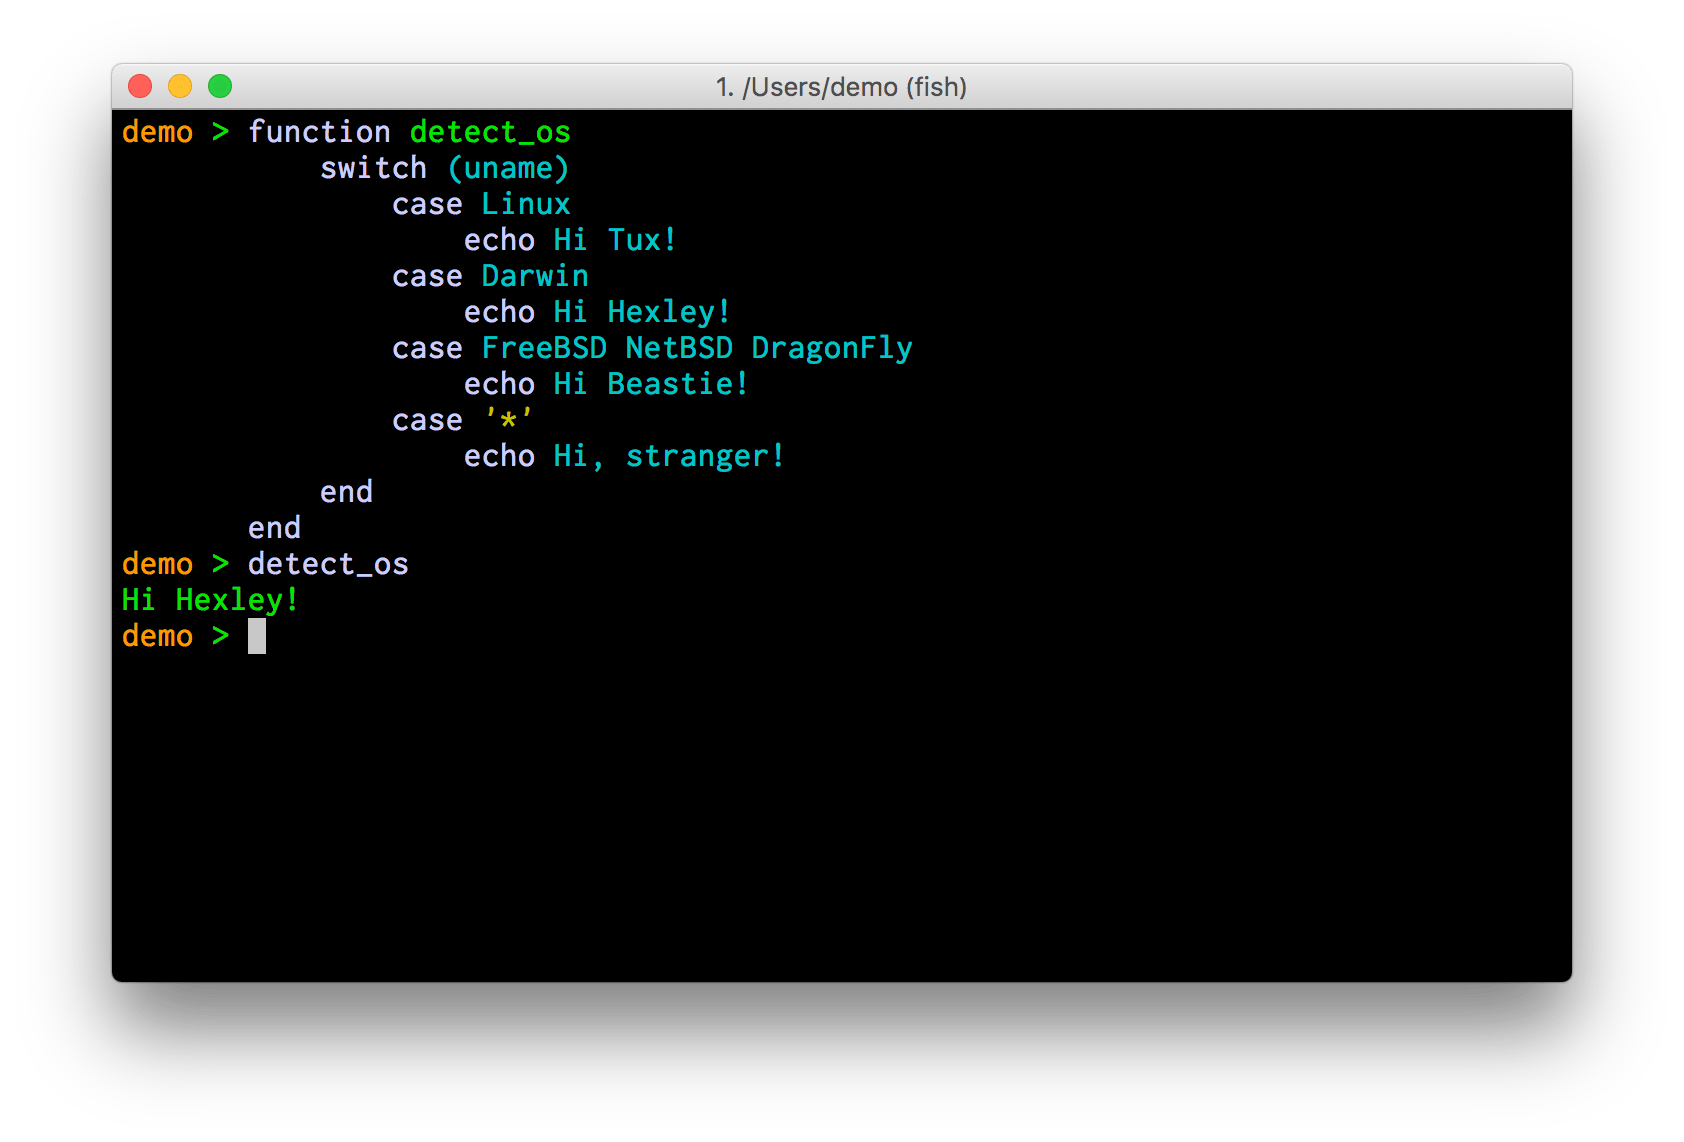 1. /Users/demo (fish)
demo > function detect_os
switch (uname)
case Linux
echo Hi Tux!
case Darwin
echo Hi Hexley!
case FreeBSD NetBSD DragonFly
echo Hi Beastie!
case '*'
echo Hi, stranger!
end
end
demo > detect_os
Hi Hexley!
demo >